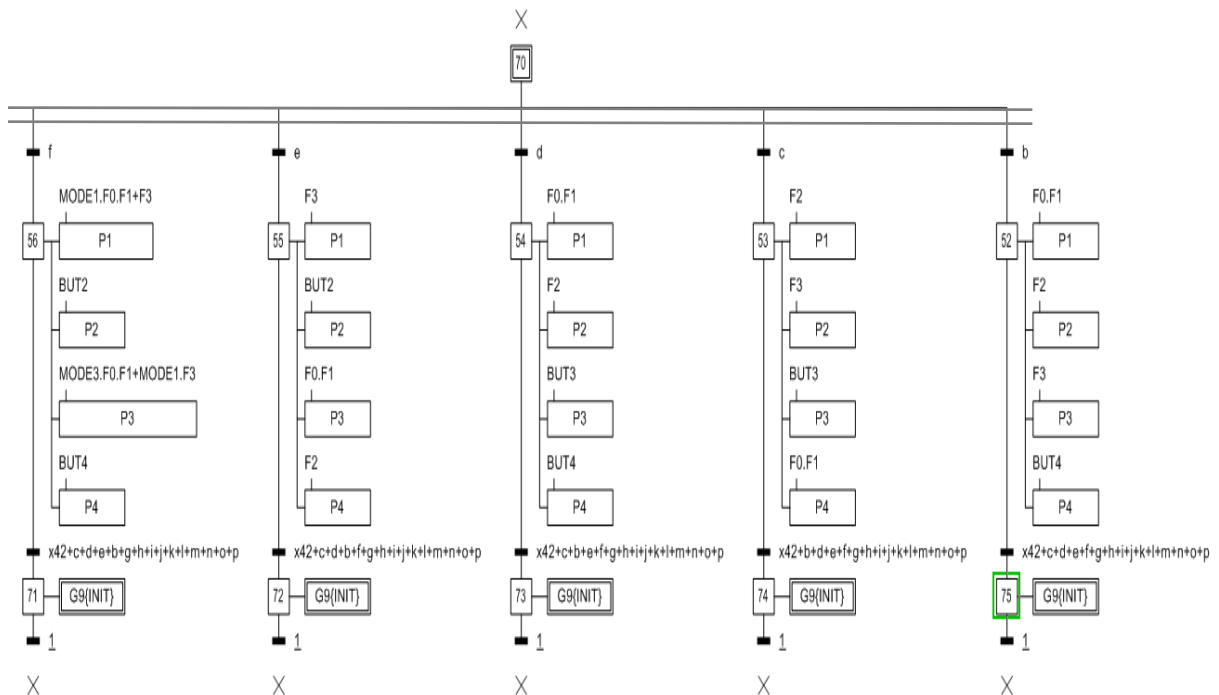 70
f e d c b
MODE1.F0.F1+F3 F3 F0.F1 F2 F0.F1
56 P1 55 P1 54 P1 53 P1 52 P1
BUT2 BUT2 F2 F3 F2
P2 P2 P2 P2 P2
MODE3.F0.F1+MODE1.F3 F0.F1 BUT3 BUT3 F3
P3 P3 P3 P3 P3
BUT4 F2 BUT4 F0.F1 BUT4
P4 P4 P4 P4 P4
x42+c+d+e+b+g+h+i+j+k+l+m+n+o+p x42+c+d+b+f+g+h+i+j+k+l+m+n+o+p x42+c+b+e+f+g+h+i+j+k+l+m+n+o+p x42+b+d+e+f+g+h+i+j+k+l+m+n+o+p x42+c+d+e+f+g+h+i+j+k+l+m+n+o+p
71 G9{INIT} 72 G9{INIT} 73 G9{INIT} 74 G9{INIT} 75 G9{INIT}
1 1 1 1 1